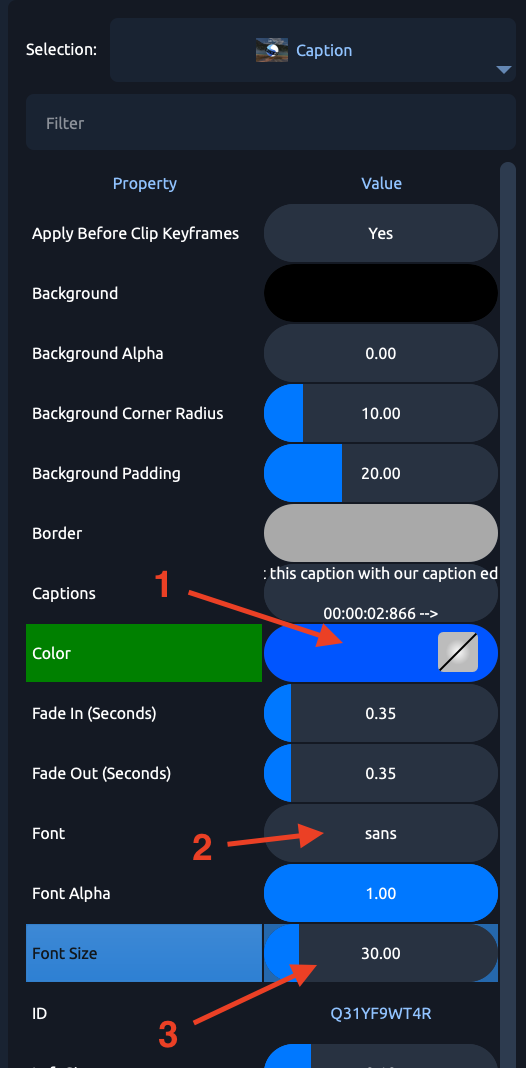 Selection:
Caption
Filter
Property Value
Apply Before Clip Keyframes Yes
Background
Background Alpha 0.00
Background Corner Radius 10.00
Background Padding 20.00
Border
: this caption with our caption ed
1
Captions
00:00:02:866 -->
Color
Fade In (Seconds) 0.35
Fade Out (Seconds) 0.35
Font sans
2
Font Alpha 1.00
Font Size 30.00
ID Q31YF9WT4R
3